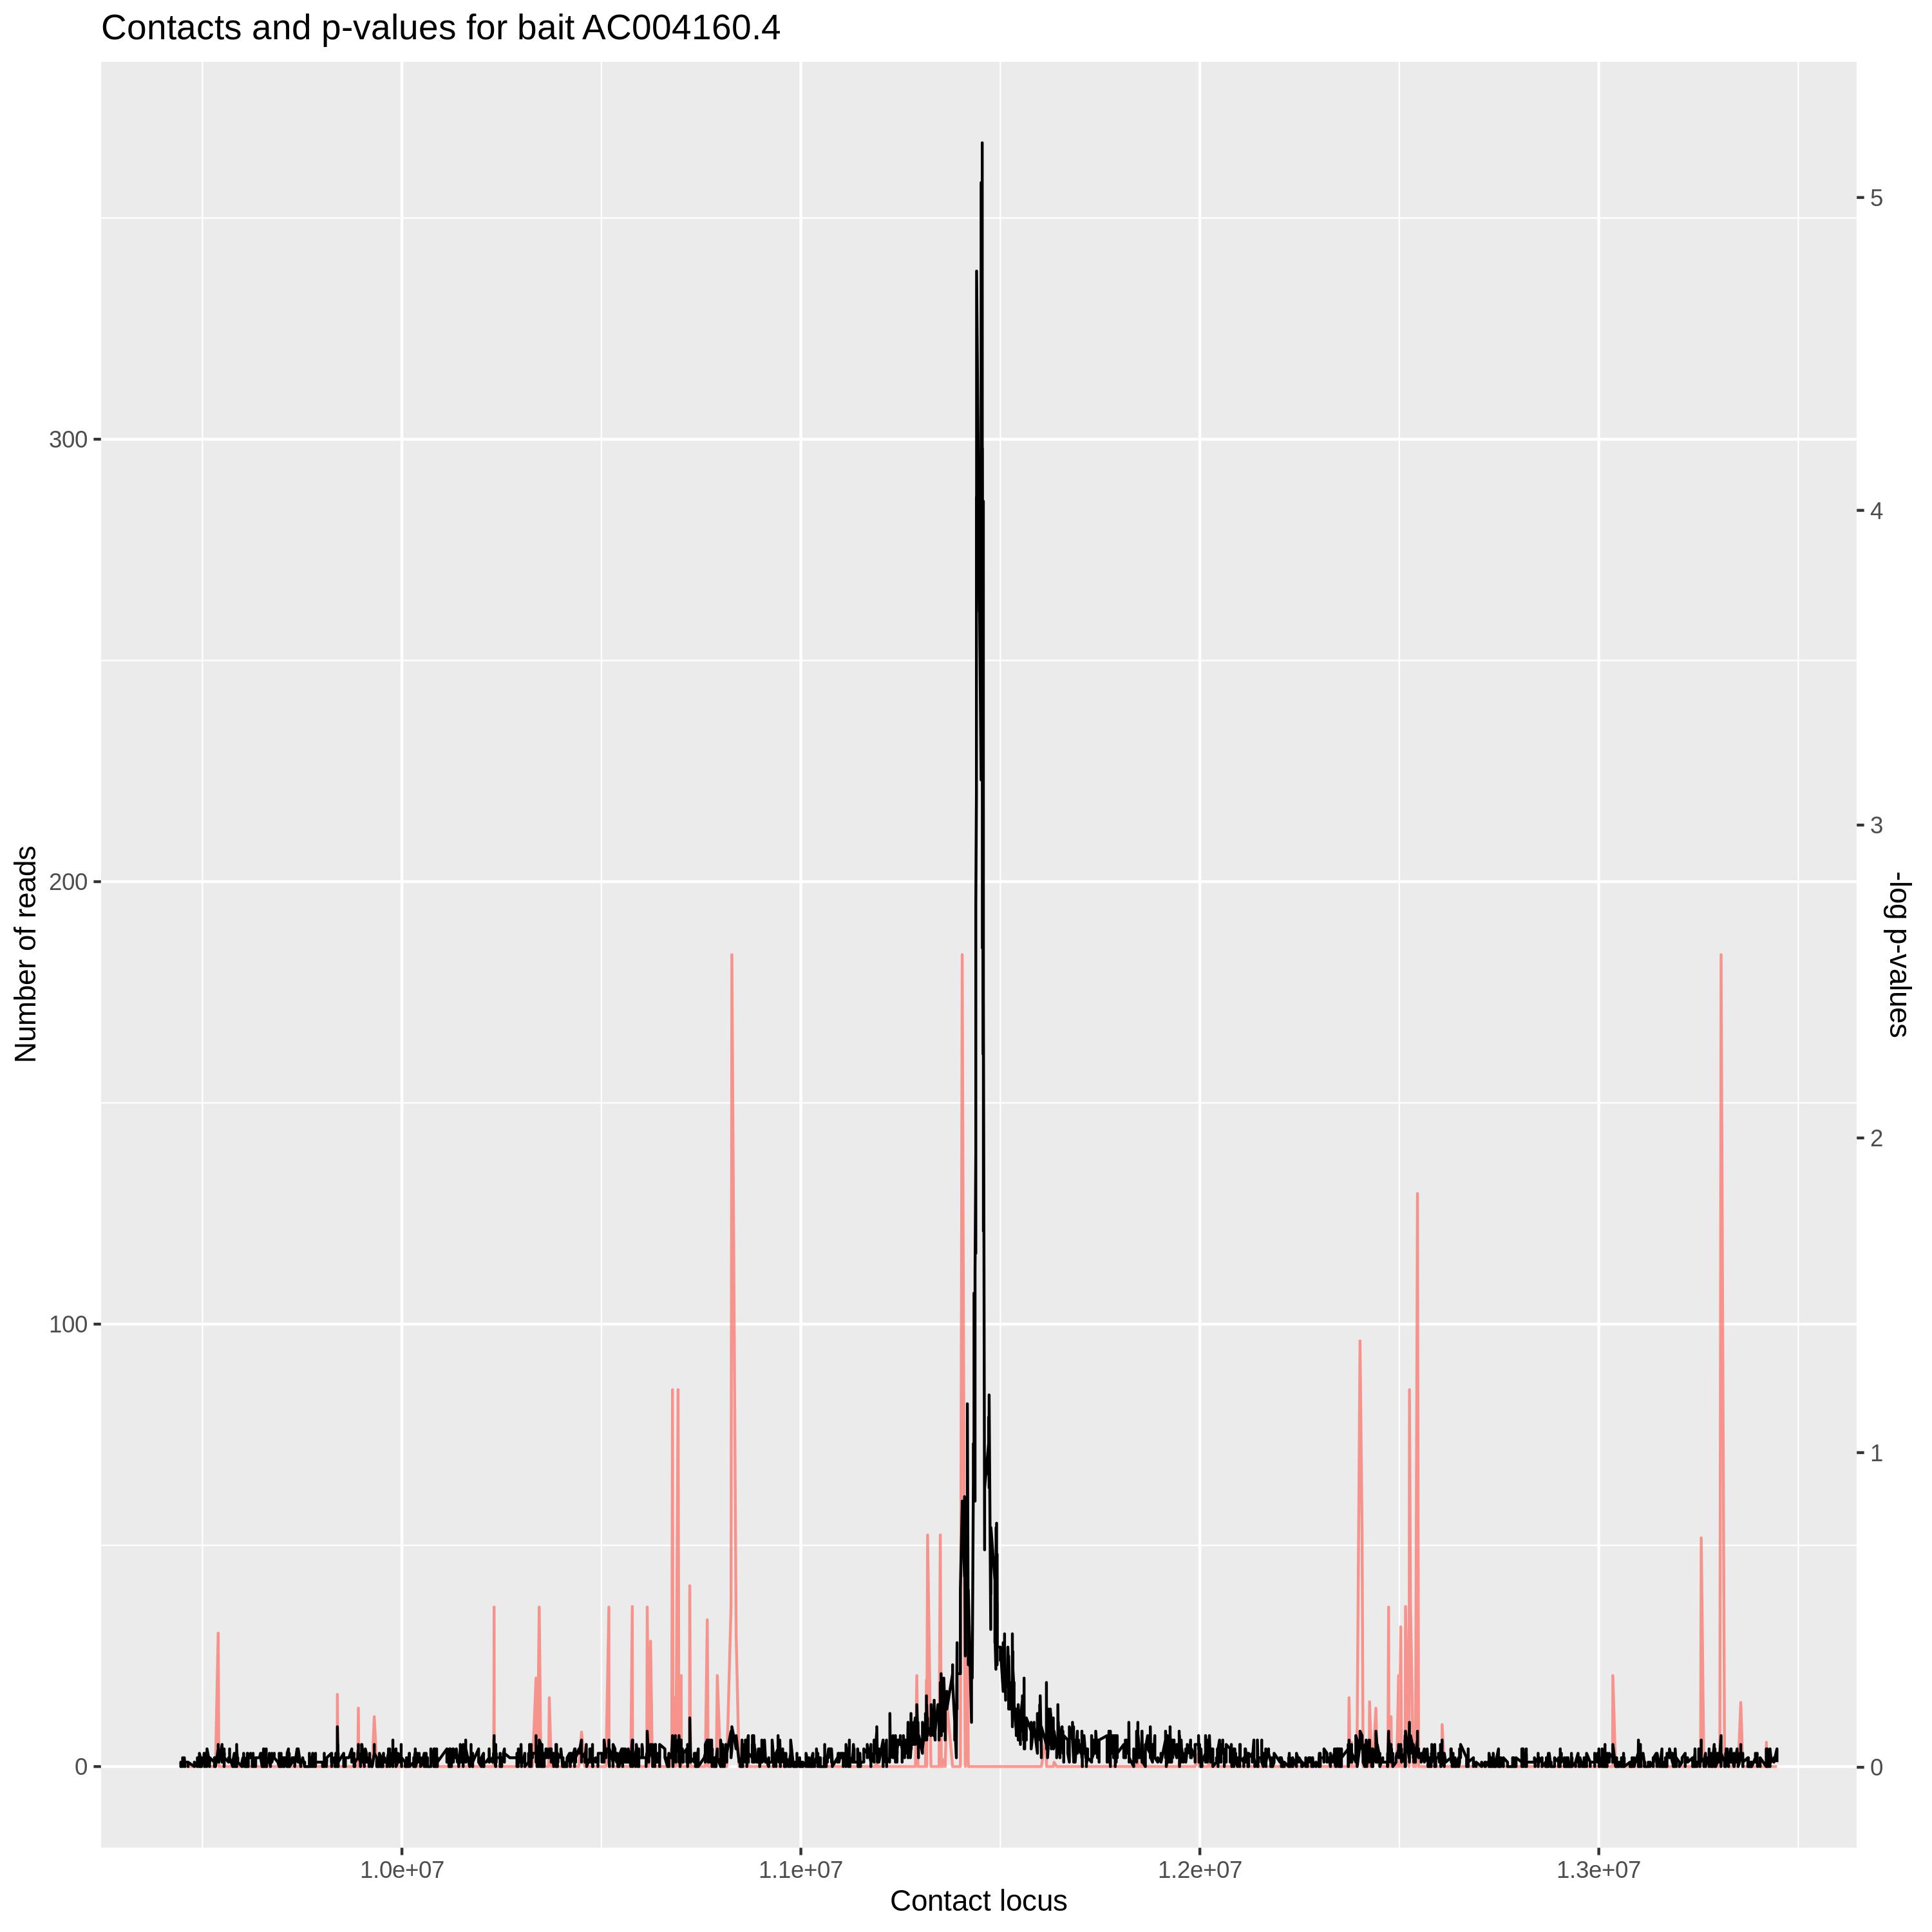 Contacts and p-values for bait AC004160.4
Number of reads
300
200
100
0
5
4
3
2
1
0
-log p-values
1.0e+07
1.1e+07
1.2e+07
1.3e+07
Contact locus